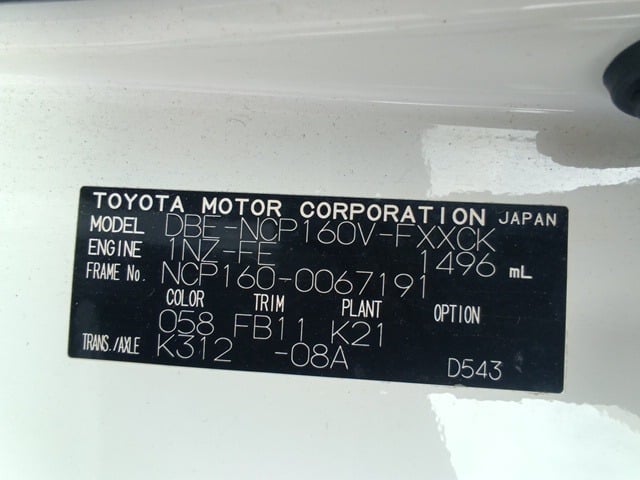 TOYOTA MOTOR CORPORATION JAPAN
MODEL DBE-NCP160V-FXXCK
ENGINE 1NZ-FE 1496 mL
FRAME No. NCP160-0067191
COLOR TRIM PLANT OPTION
058 FB11 K21
TRANS./AXLE K312 -08A
D543